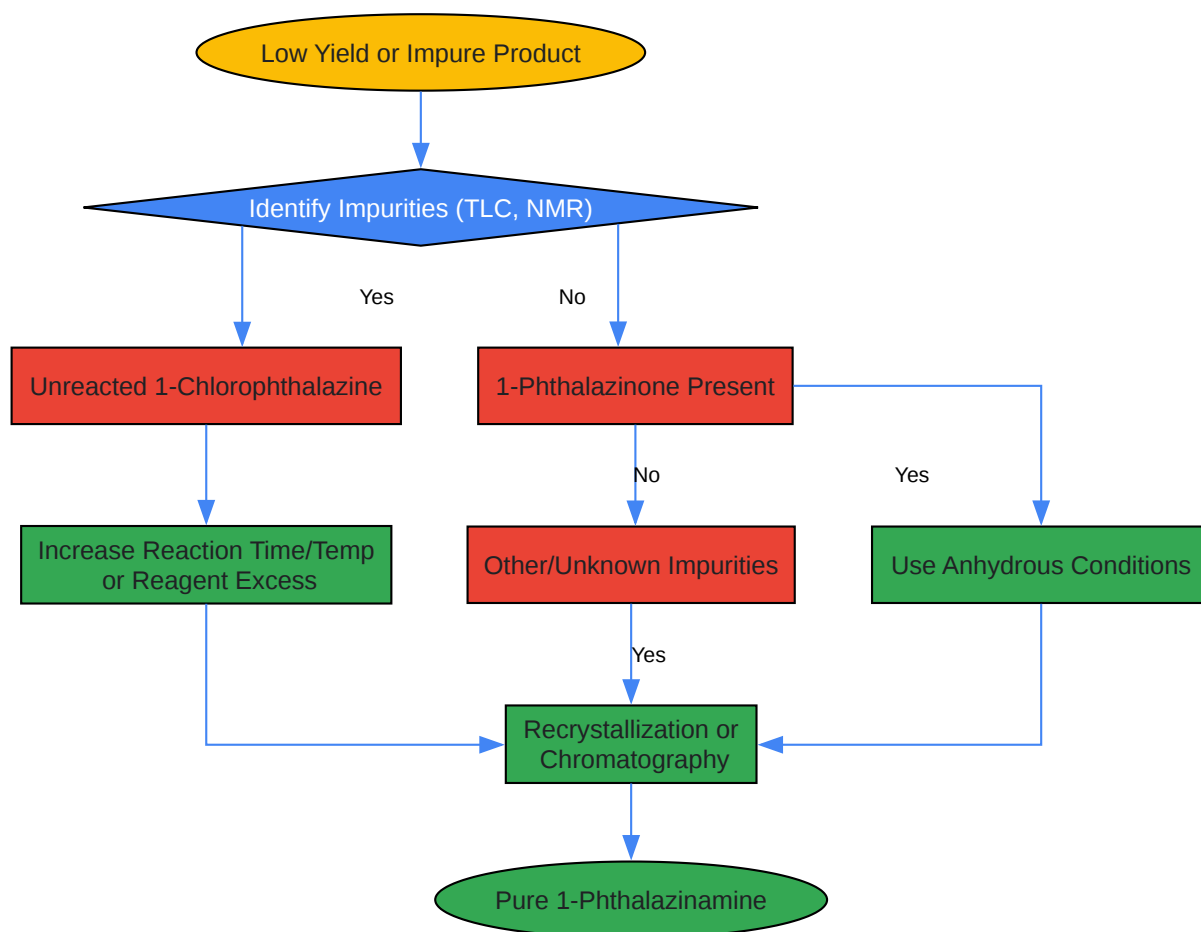 Low Yield or Impure Product
Identify Impurities (TLC, NMR)
Yes
No
Unreacted 1-Chlorophthalazine
1-Phthalazinone Present
No
Yes
Increase Reaction Time/Temp
or Reagent Excess
Other/Unknown Impurities
Use Anhydrous Conditions
Yes
Recrystallization or
Chromatography
Pure 1-Phthalazinamine